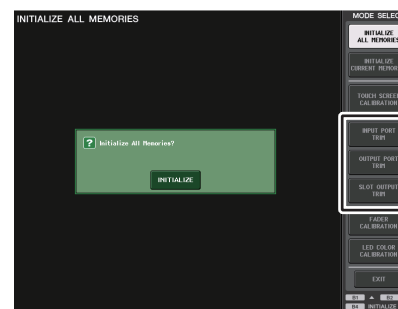 INITIALIZE ALL MEMORIES
MODE SELEC
INITIALIZE
ALL MEMORIES
INITIALIZE
CURRENT MEMOR
TOUCH SCREEN
CALIBRATION
INPUT PORT
TRIM
OUTPUT PORT
TRIM
SLOT OUTPUT
TRIM
FADER
CALIBRATION
LED COLOR
CALIBRATION
EXIT
? Initialize All Memories?
INITIALIZE
B1 ▲ B2
B4 INITIALIZE